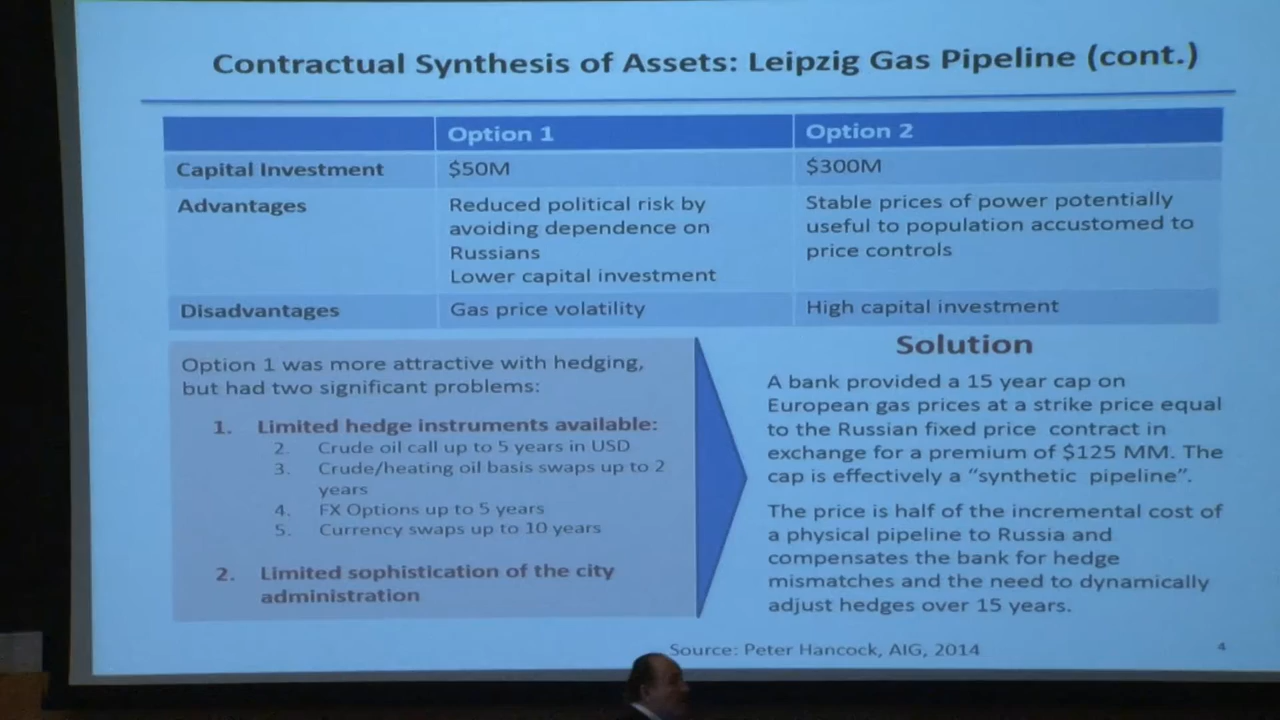 Contractual Synthesis of Assets: Leipzig Gas Pipeline (cont.)
Option 1
Option 2
Capital Investment
$50M
$300M
Advantages
Reduced political risk by
avoiding dependence on
Russians
Lower capital investment
Stable prices of power potentially
useful to population accustomed to
price controls
Disadvantages
Gas price volatility
High capital investment
Option 1 was more attractive with hedging,
but had two significant problems:
1. Limited hedge instruments available:
2. Crude oil call up to 5 years in USD
3. Crude/heating oil basis swaps up to 2
years
4. FX Options up to 5 years
5. Currency swaps up to 10 years
2. Limited sophistication of the city
administration
Solution
A bank provided a 15 year cap on
European gas prices at a strike price equal
to the Russian fixed price contract in
exchange for a premium of $125 MM. The
cap is effectively a “synthetic pipeline”.
The price is half of the incremental cost of
a physical pipeline to Russia and
compensates the bank for hedge
mismatches and the need to dynamically
adjust hedges over 15 years.
Source: Peter Hancock, AIG, 2014
4